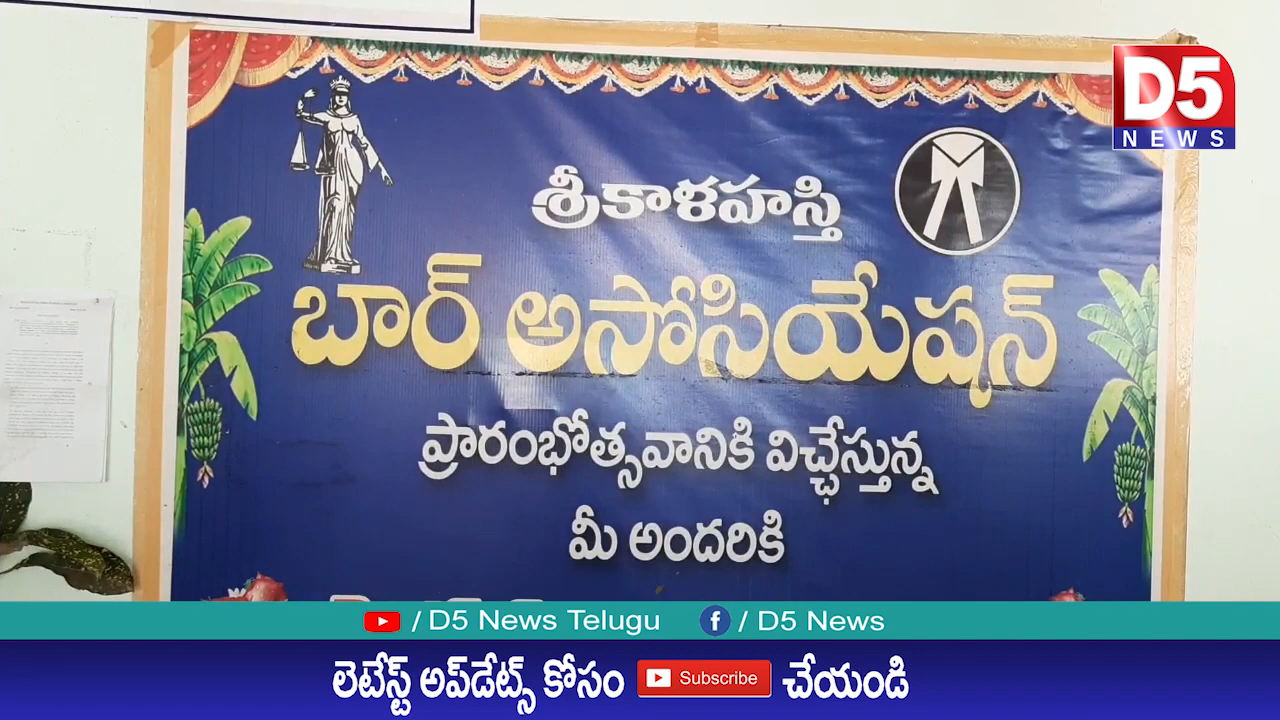 D5
NEWS
శ్రీకాళహస్తి
బార్ అసోసియేషన్
ప్రారంభోత్సవానికి విచ్ఛేస్తున్న
మీ అందరికి
/ D5 News Telugu
/ D5 News
లెటేస్ట్ అప్‌డేట్స్ కోసం Subscribe చేయండి